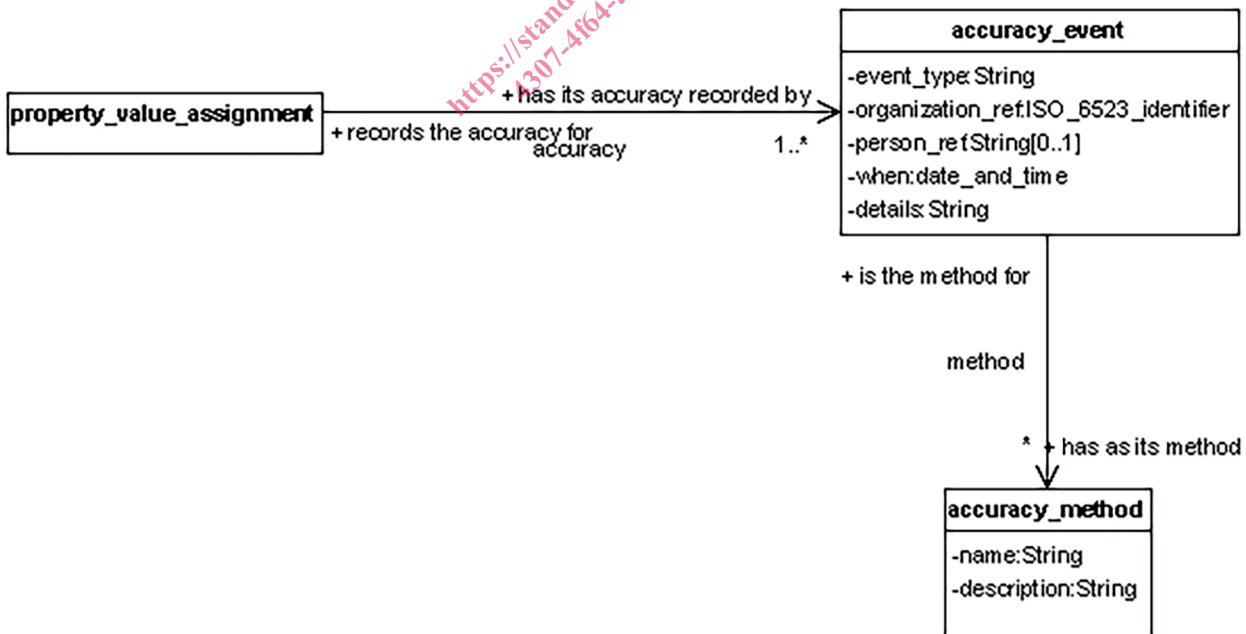 https://stand
4307-4f64-a
accuracy_event
-event_type:String
-organization_ref:ISO_6523_identifier
-person_ref:String[0..1]
-when:date_and_time
-details:String
property_value_assignment
+has its accuracy recorded by
+records the accuracy for
accuracy
1..*
+ is the method for
method
* + has as its method
accuracy_method
-name:String
-description:String